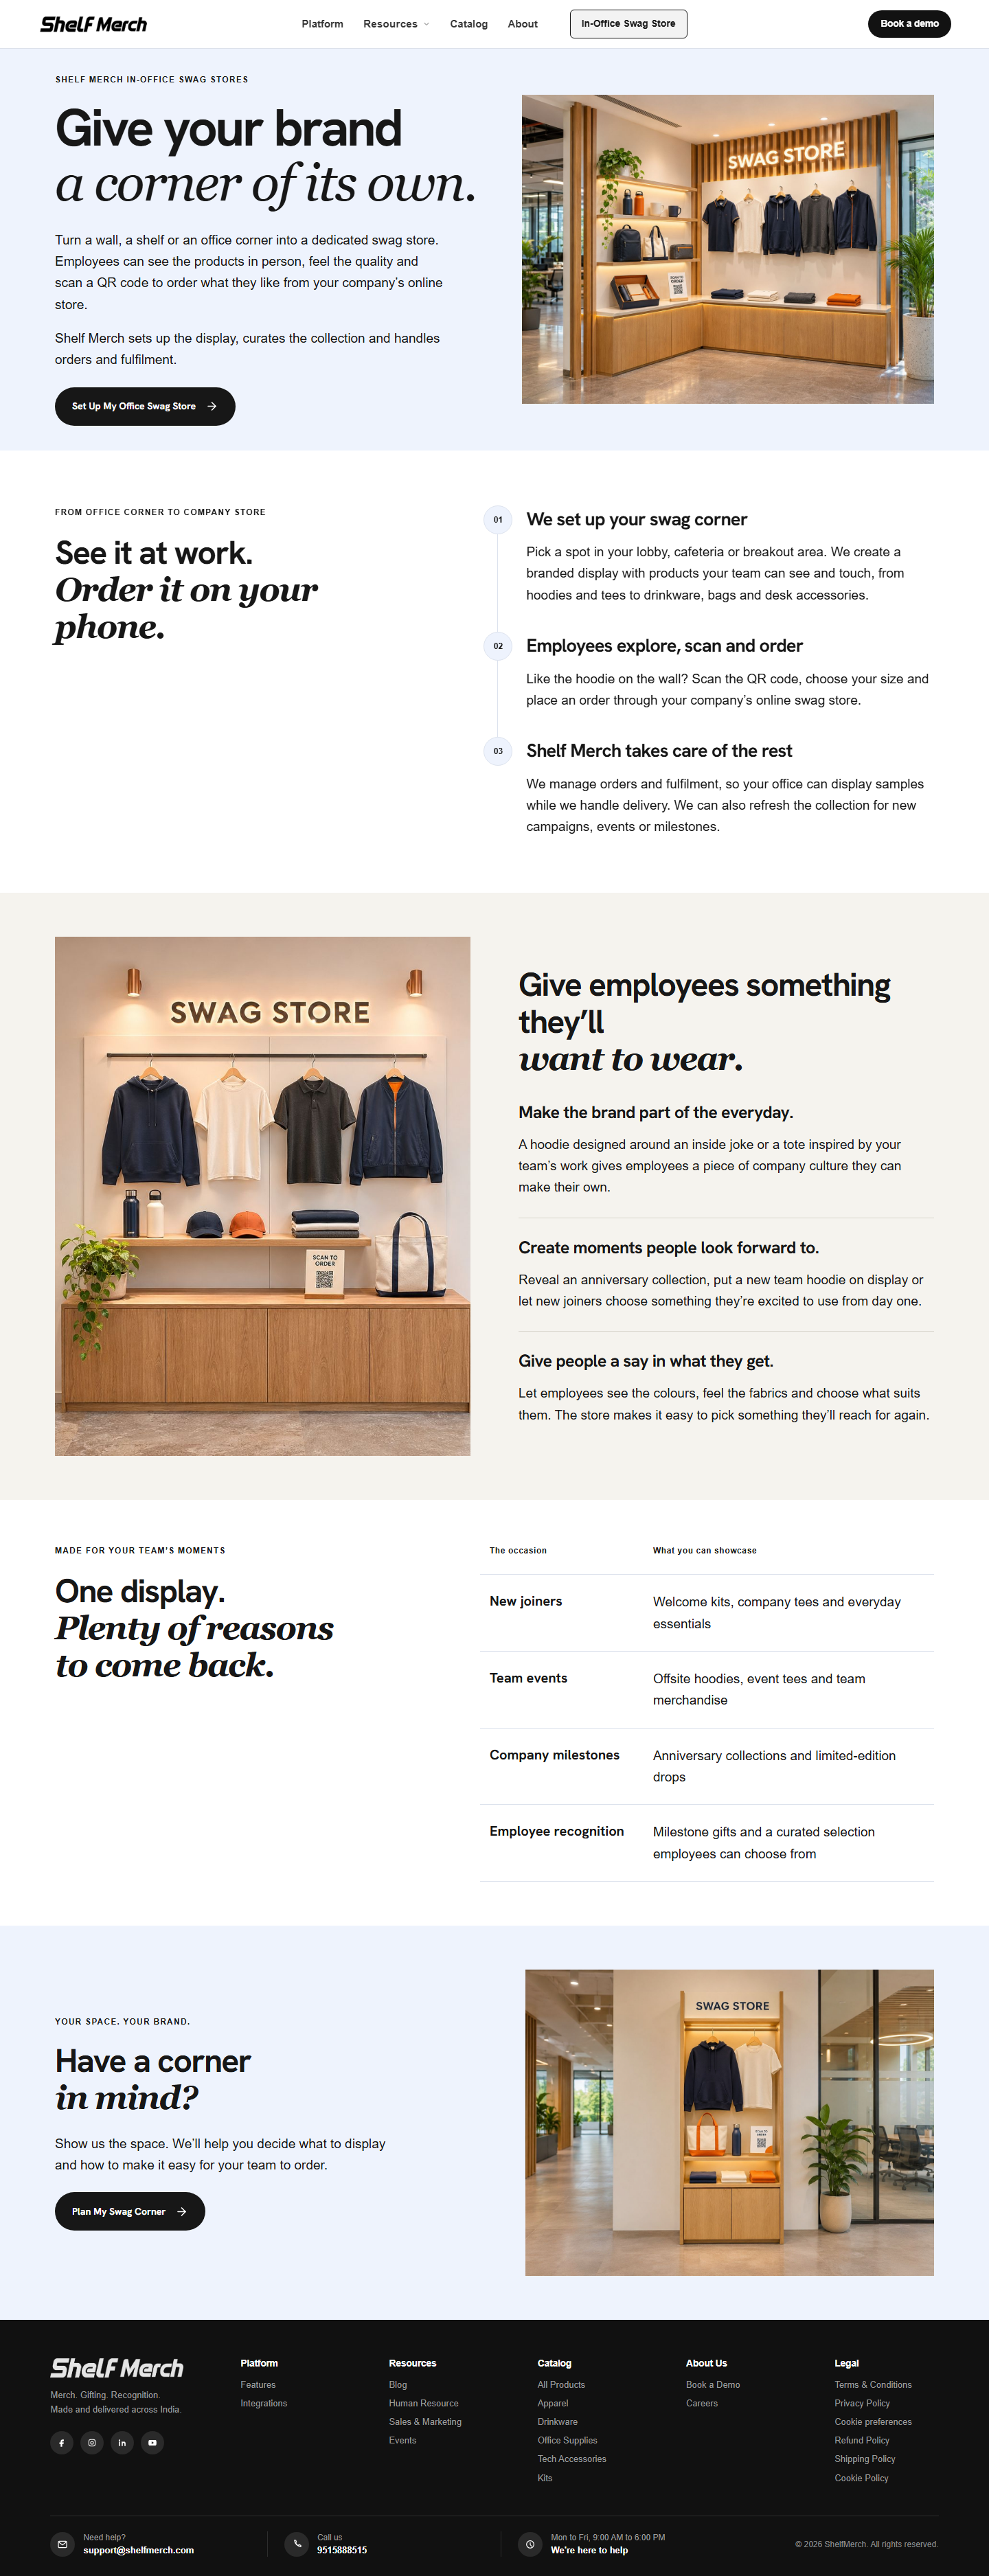 Shelf Merch
Platform
Resources
Catalog
About
In-Office Swag Store
Book a demo
SHELF MERCH IN-OFFICE SWAG STORES
Give your brand
a corner of its own.
Turn a wall, a shelf or an office corner into a dedicated swag store.
Employees can see the products in person, feel the quality and
scan a QR code to order what they like from your company’s online
store.
Shelf Merch sets up the display, curates the collection and handles
orders and fulfilment.
Set Up My Office Swag Store
SWAG STORE
SCAN TO
ORDER
FROM OFFICE CORNER TO COMPANY STORE
See it at work.
Order it on your
phone.
01
We set up your swag corner
Pick a spot in your lobby, cafeteria or breakout area. We create a
branded display with products your team can see and touch, from
hoodies and tees to drinkware, bags and desk accessories.
02
Employees explore, scan and order
Like the hoodie on the wall? Scan the QR code, choose your size and
place an order through your company’s online swag store.
03
Shelf Merch takes care of the rest
We manage orders and fulfilment, so your office can display samples
while we handle delivery. We can also refresh the collection for new
campaigns, events or milestones.
SWAG STORE
SCAN TO
ORDER
Give employees something
they’ll
want to wear.
Make the brand part of the everyday.
A hoodie designed around an inside joke or a tote inspired by your
team’s work gives employees a piece of company culture they can
make their own.
Create moments people look forward to.
Reveal an anniversary collection, put a new team hoodie on display or
let new joiners choose something they’re excited to use from day one.
Give people a say in what they get.
Let employees see the colours, feel the fabrics and choose what suits
them. The store makes it easy to pick something they’ll reach for again.
MADE FOR YOUR TEAM’S MOMENTS
One display.
Plenty of reasons
to come back.
The occasion
What you can showcase
New joiners
Welcome kits, company tees and everyday
essentials
Team events
Offsite hoodies, event tees and team
merchandise
Company milestones
Anniversary collections and limited-edition
drops
Employee recognition
Milestone gifts and a curated selection
employees can choose from
YOUR SPACE. YOUR BRAND.
Have a corner
in mind?
Show us the space. We’ll help you decide what to display
and how to make it easy for your team to order.
Plan My Swag Corner
SWAG STORE
Shelf Merch
Merch. Gifting. Recognition.
Made and delivered across India.
Platform
Features
Integrations
Resources
Blog
Human Resource
Sales & Marketing
Events
Catalog
All Products
Apparel
Drinkware
Office Supplies
Tech Accessories
Kits
About Us
Book a Demo
Careers
Legal
Terms & Conditions
Privacy Policy
Cookie preferences
Refund Policy
Shipping Policy
Cookie Policy
Need help?
support@shelfmerch.com
Call us
9515888515
Mon to Fri, 9:00 AM to 6:00 PM
We’re here to help
© 2026 ShelfMerch. All rights reserved.